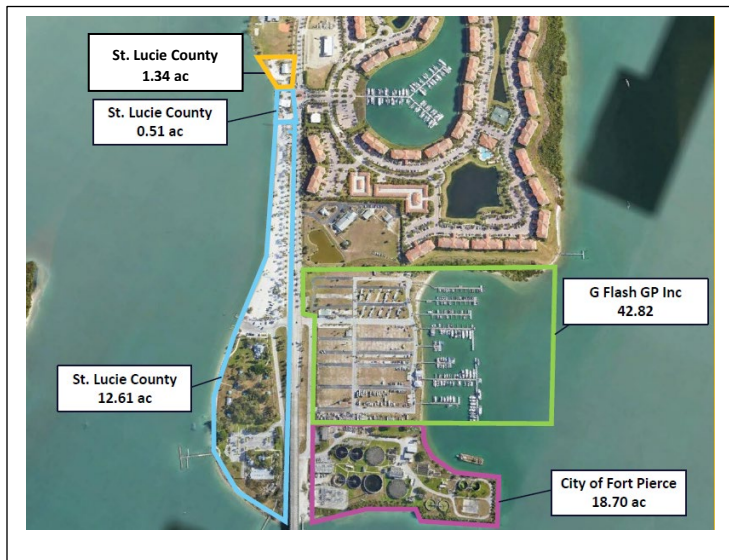 St. Lucie County
1.34 ac
St. Lucie County
0.51 ac
G Flash GP Inc
42.82
St. Lucie County
12.61 ac
City of Fort Pierce
18.70 ac